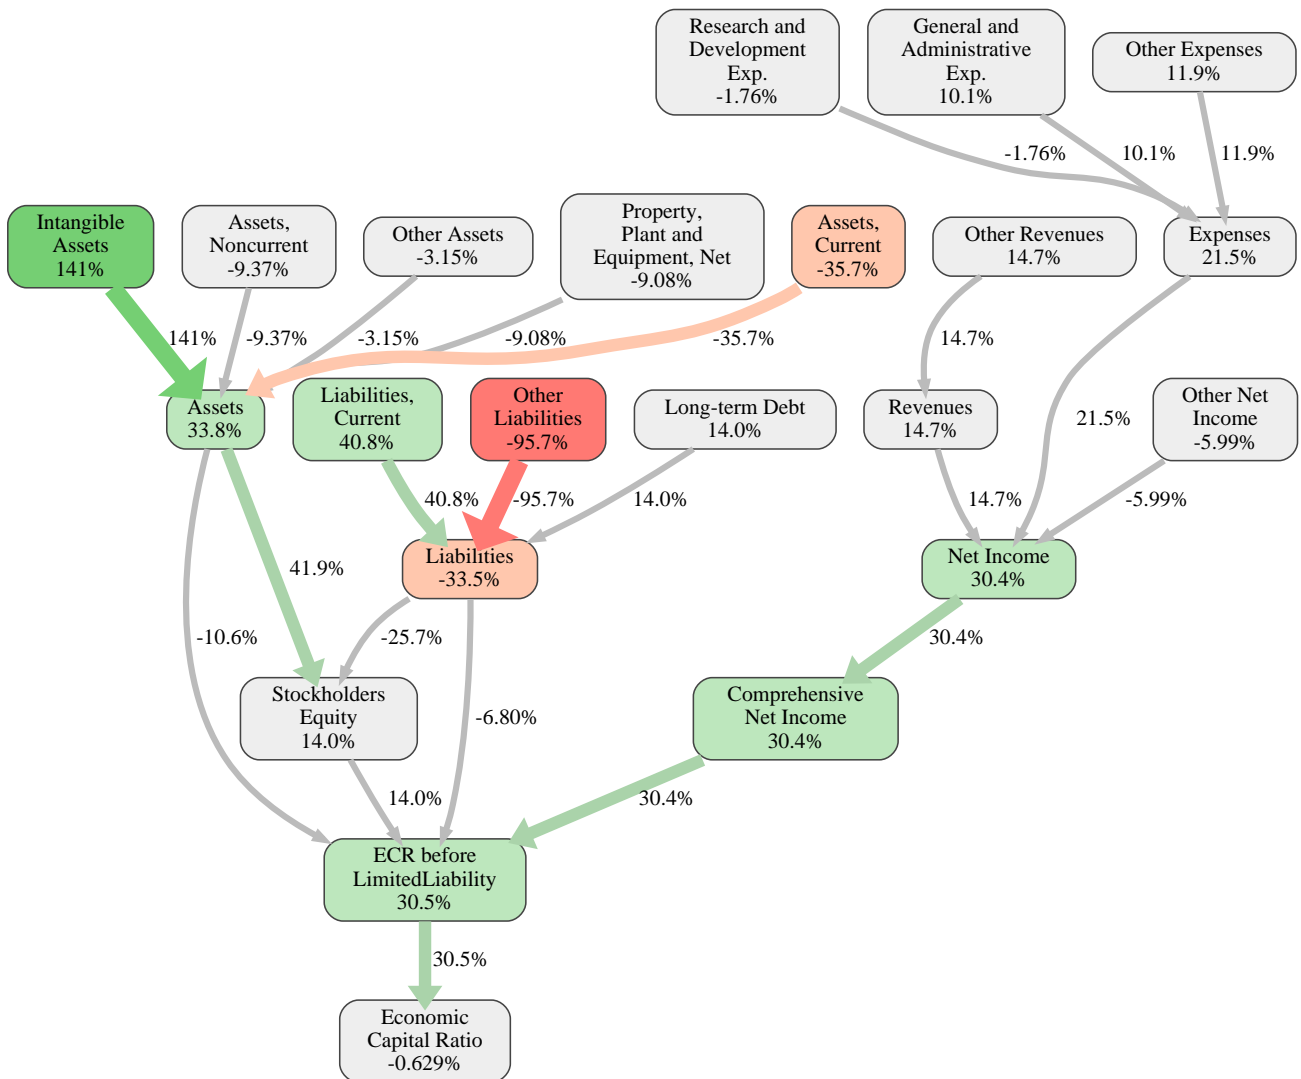 Research and
Development
Exp.
-1.76%
General and
Administrative
Exp.
10.1%
Other Expenses
11.9%
-1.76%
10.1%
11.9%
Intangible
Assets
141%
Assets,
Noncurrent
-9.37%
Other Assets
-3.15%
Property,
Plant and
Equipment, Net
-9.08%
Assets,
Current
-35.7%
Other Revenues
14.7%
Expenses
21.5%
141%
-9.37%
-3.15%
-9.08%
-35.7%
14.7%
21.5%
Assets
33.8%
Liabilities,
Current
40.8%
Other
Liabilities
-95.7%
Long-term Debt
14.0%
Revenues
14.7%
Other Net
Income
-5.99%
40.8%
-95.7%
14.0%
14.7%
-5.99%
Liabilities
-33.5%
Net Income
30.4%
41.9%
-10.6%
-25.7%
30.4%
Stockholders
Equity
14.0%
-6.80%
Comprehensive
Net Income
30.4%
14.0%
30.4%
ECR before
LimitedLiability
30.5%
30.5%
Economic
Capital Ratio
-0.629%